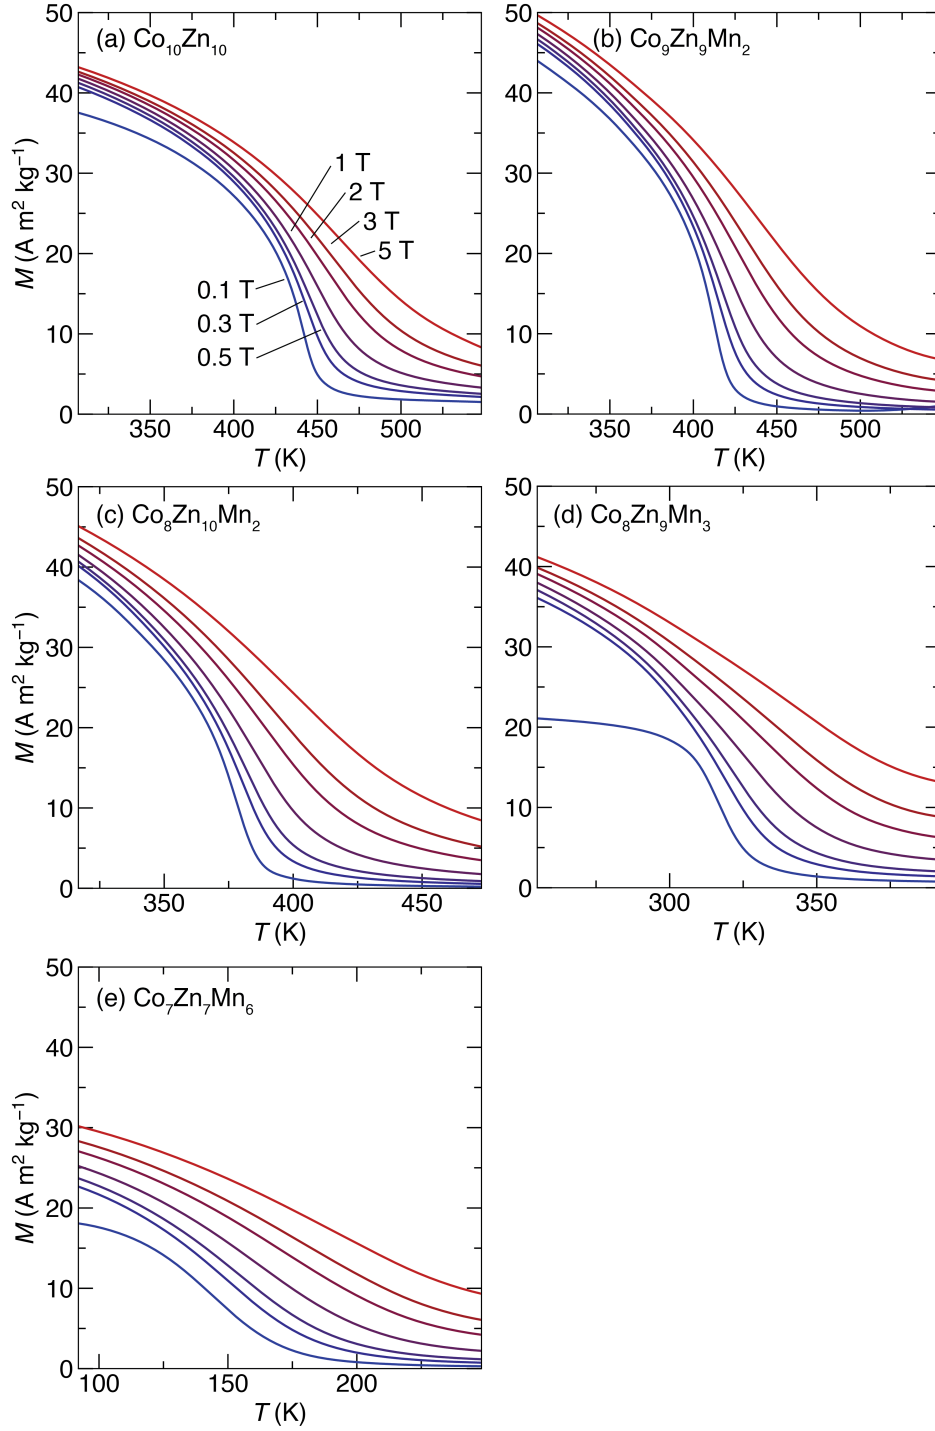 (a) Co₁₀Zn₁₀
50
40
30
20
10
0
M (A m² kg⁻¹)
1 T
2 T
3 T
5 T
0.1 T
0.3 T
0.5 T
350
400
450
500
T (K)
(b) Co₉Zn₉Mn₂
50
40
30
20
10
0
350
400
450
500
T (K)
(c) Co₈Zn₁₀Mn₂
50
40
30
20
10
0
M (A m² kg⁻¹)
350
400
450
T (K)
(d) Co₈Zn₉Mn₃
50
40
30
20
10
0
300
350
T (K)
(e) Co₇Zn₇Mn₆
50
40
30
20
10
0
M (A m² kg⁻¹)
100
150
200
T (K)